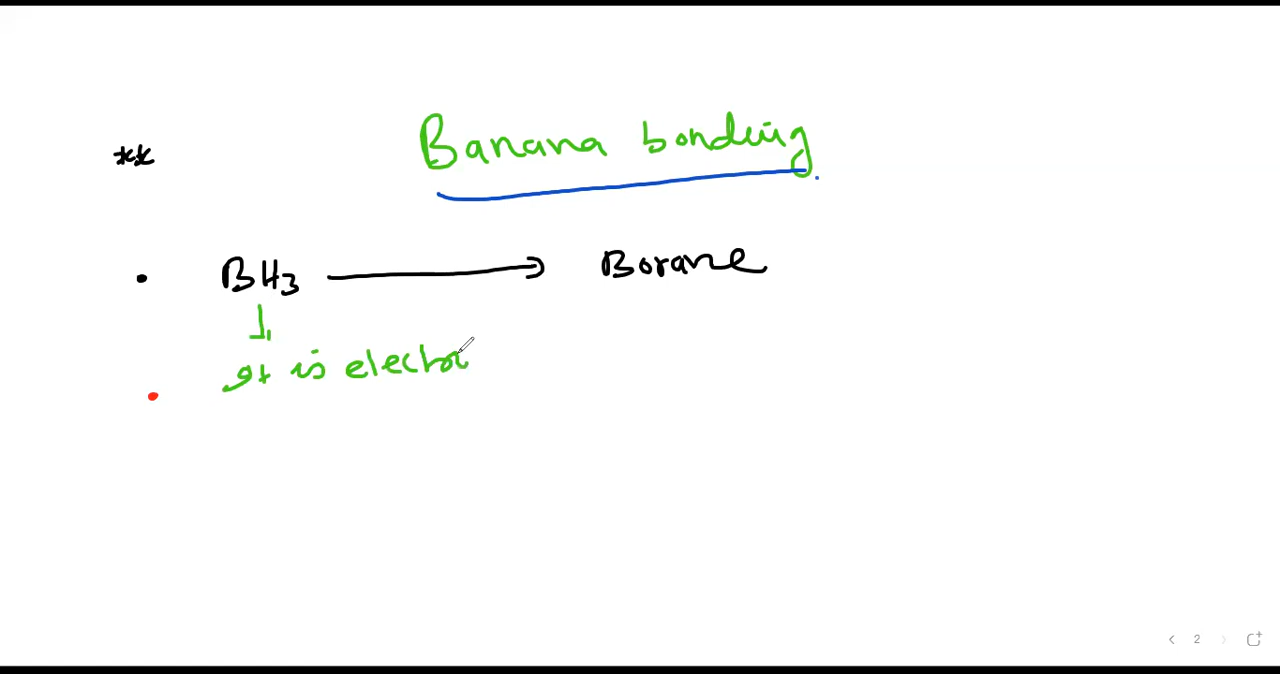 Banana bonding.
**
• BH3 → Borane
↓
It is electro
•
< 2 >